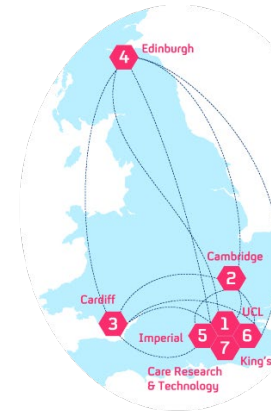 4 Edinburgh
Cambridge
2
Cardiff
3
UCL
1
Imperial 5
6
7
King's
Care Research
& Technology